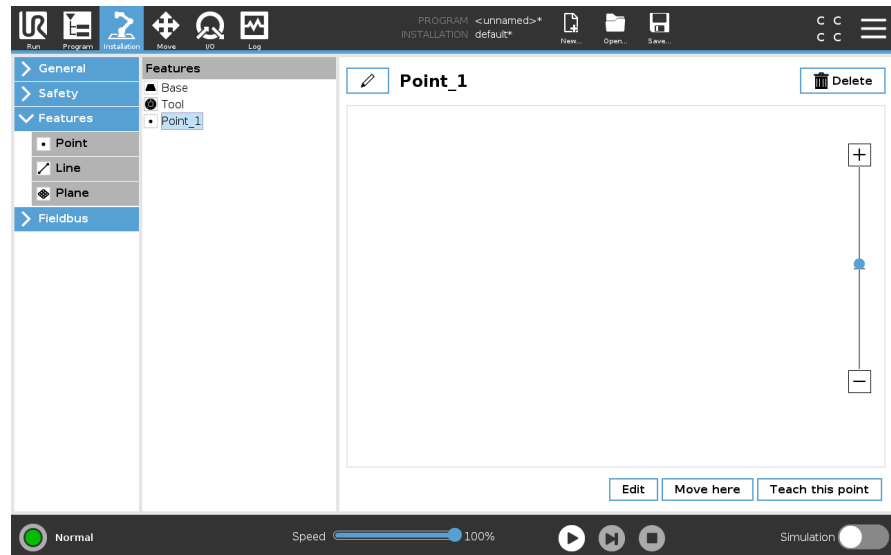 PROGRAM <unnamed>*
INSTALLATION default*
UR
Run
Program
Installation
Move
I/O
Log
New...
Open...
Save...
C C
C C
General
Safety
Features
Point
Line
Plane
Fieldbus
Features
Base
Tool
Point_1
Point_1
Delete
+
−
Edit
Move here
Teach this point
Normal
Speed
100%
Simulation